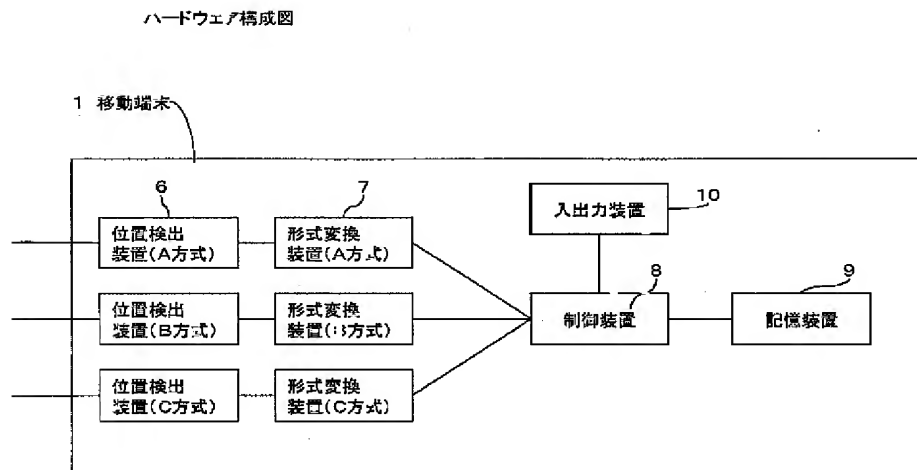 ハードウェア構成図
1 移動端末
6
7
10
入出力装置
位置検出
装置(A方式)
形式変換
装置(A方式)
8
9
位置検出
装置(B方式)
形式変換
装置(B方式)
制御装置
記憶装置
位置検出
装置(C方式)
形式変換
装置(C方式)